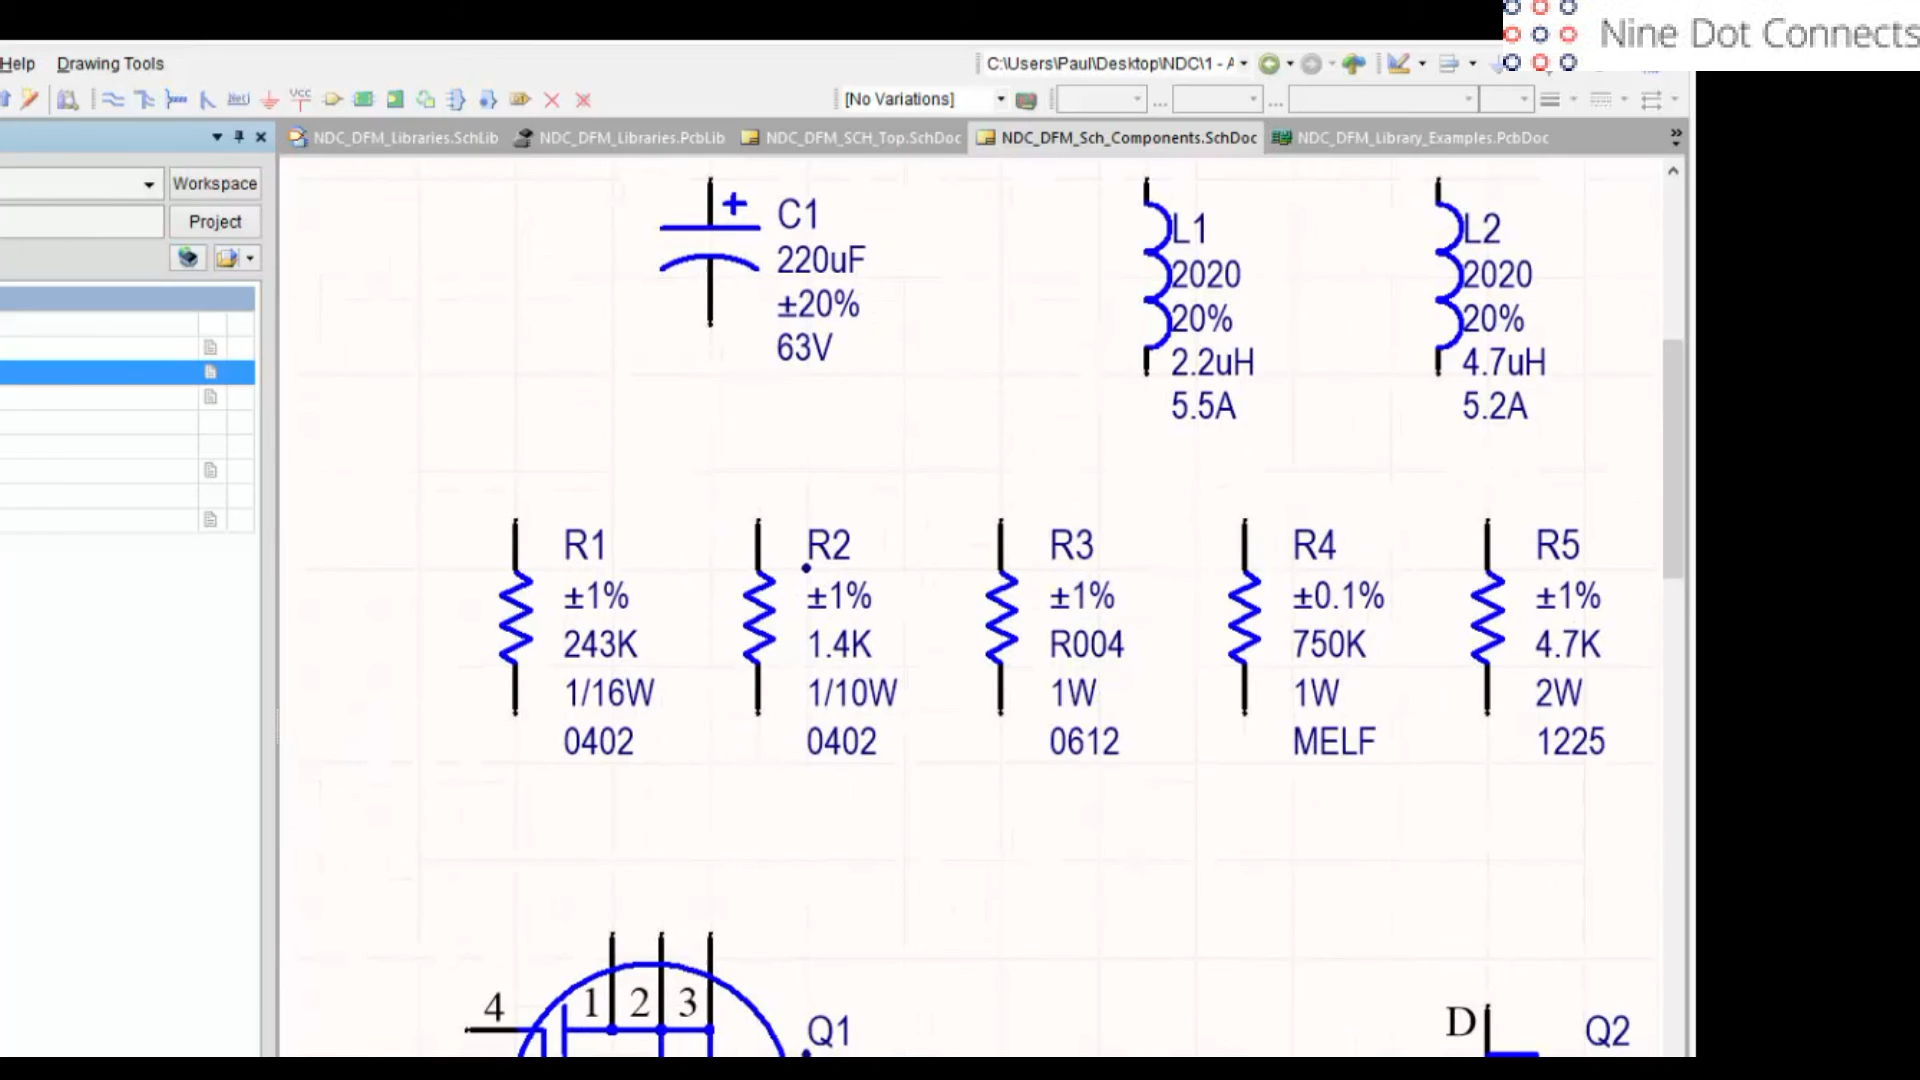 Nine Dot Connects
Help Drawing Tools
C:\Users\Paul\Desktop\NDC\1 - A
[No Variations]
NDC_DFM_Libraries.SchLib
NDC_DFM_Libraries.PcbLib
NDC_DFM_SCH_Top.SchDoc
NDC_DFM_Sch_Components.SchDoc
NDC_DFM_Library_Examples.PcbDoc
Workspace
Project
C1
220uF
±20%
63V
L1
2020
20%
2.2uH
5.5A
L2
2020
20%
4.7uH
5.2A
R1
±1%
243K
1/16W
0402
R2
±1%
1.4K
1/10W
0402
R3
±1%
R004
1W
0612
R4
±0.1%
750K
1W
MELF
R5
±1%
4.7K
2W
1225
4 1 2 3
Q1
D
Q2